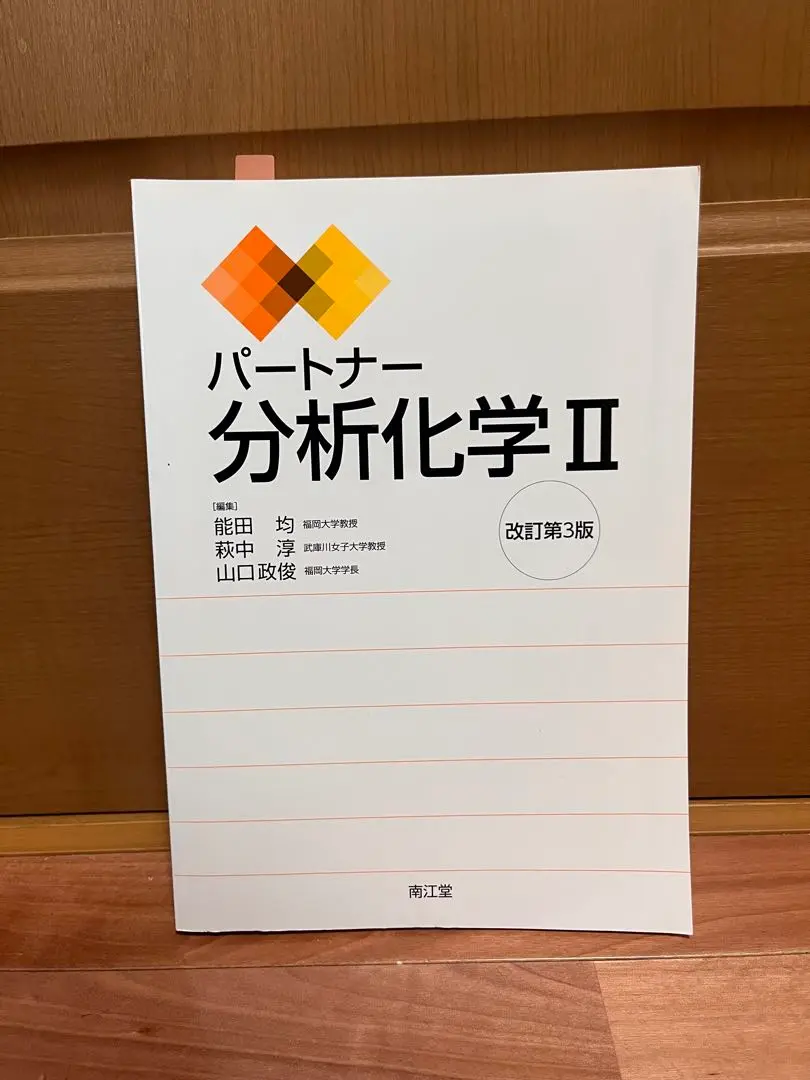 パートナー
分析化学Ⅱ
[編集]
能田 均 福岡大学教授
萩中 淳 武庫川女子大学教授
山口政俊 福岡大学学長
改訂第3版
南江堂